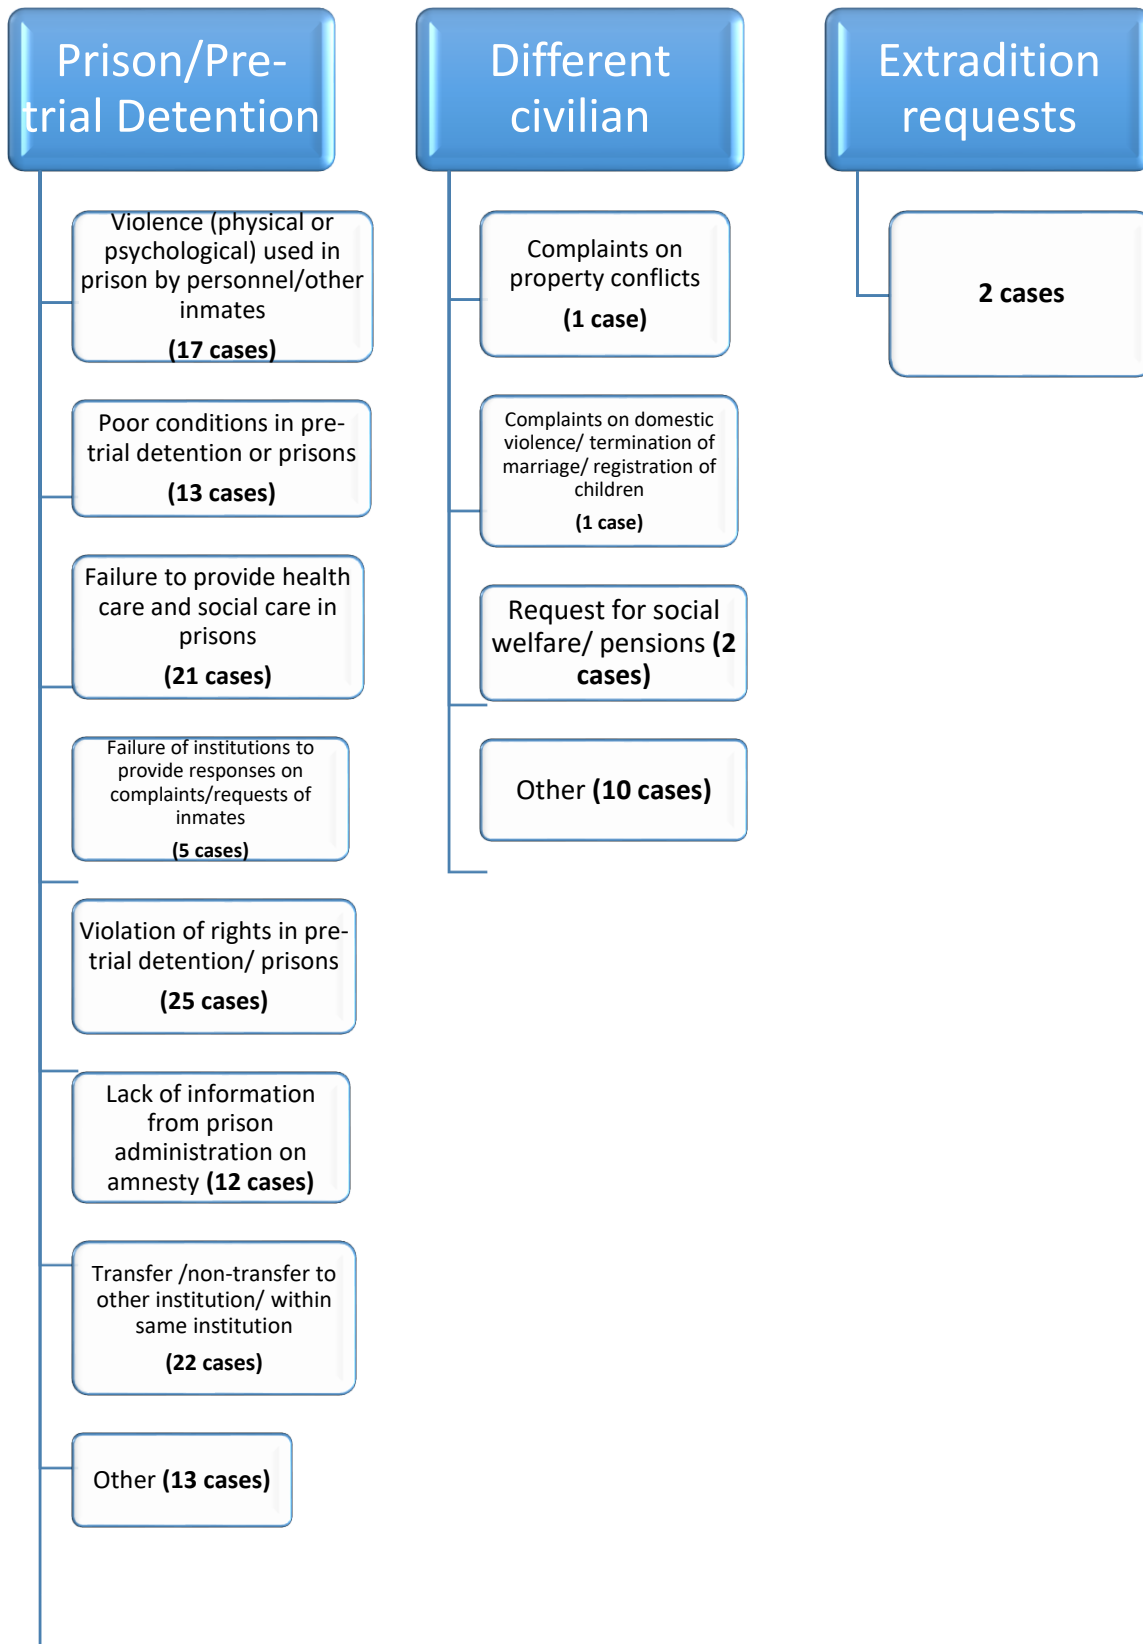 Prison/Pre-
trial Detention
Violence (physical or
psychological) used in
prison by personnel/other
inmates
(17 cases)
Poor conditions in pre-
trial detention or prisons
(13 cases)
Failure to provide health
care and social care in
prisons
(21 cases)
Failure of institutions to
provide responses on
complaints/requests of
inmates
(5 cases)
Violation of rights in pre-
trial detention/ prisons
(25 cases)
Lack of information
from prison
administration on
amnesty (12 cases)
Transfer /non-transfer to
other institution/ within
same institution
(22 cases)
Other (13 cases)
Different
civilian
Complaints on
property conflicts
(1 case)
Complaints on domestic
violence/ termination of
marriage/ registration of
children
(1 case)
Request for social
welfare/ pensions (2
cases)
Other (10 cases)
Extradition
requests
2 cases